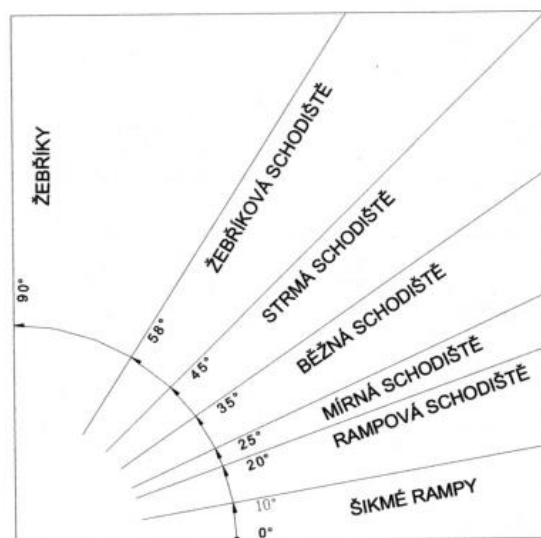 ŽEBŘÍKY
90°
ŽEBŘÍKOVÁ SCHODIŠTĚ
58°
STRMÁ SCHODIŠTĚ
45°
BĚŽNÁ SCHODIŠTĚ
35°
MÍRNÁ SCHODIŠTĚ
25°
RAMPOVÁ SCHODIŠTĚ
20°
10°
ŠIKMÉ RAMPY
0°